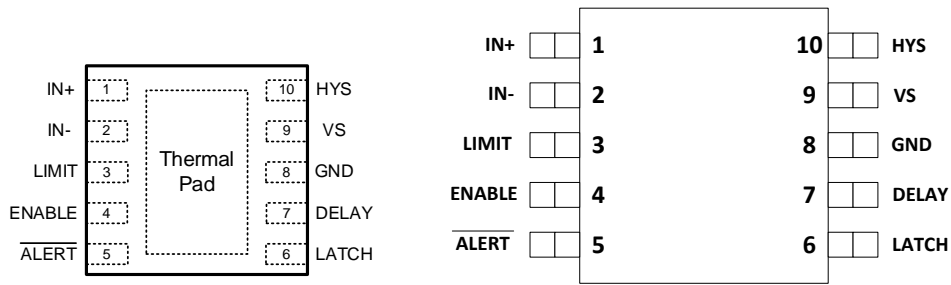 IN+ 1 10 HYS
IN- 2 9 VS
LIMIT 3 8 GND
Thermal
Pad
ENABLE 4 7 DELAY
ALERT 5 6 LATCH
IN+ 1 10 HYS
IN- 2 9 VS
LIMIT 3 8 GND
ENABLE 4 7 DELAY
ALERT 5 6 LATCH